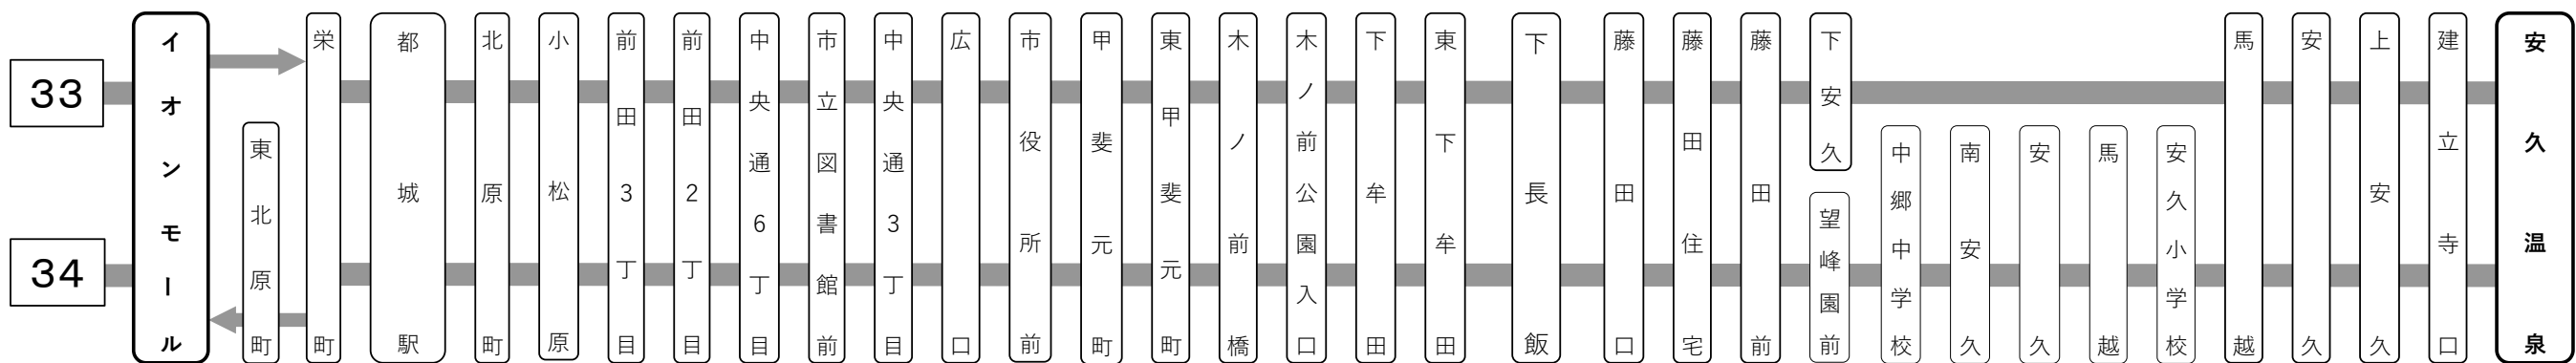 33
34
イオンモール
東北原町
栄町
都城駅
北原町
小松原
前田3丁目
前田2丁目
中央通6丁目
市立図書館前
中央通3丁目
広口
市役所前
甲斐元町
東甲斐元町
木ノ前橋
木ノ前公園入口
下牟田
東下牟田
下長飯
藤田口
藤田住宅
藤田前
下安久
望峰園前
中郷中学校
南安久
安久
馬越
安久小学校
馬越
安久
上安久
建立寺口
安久温泉